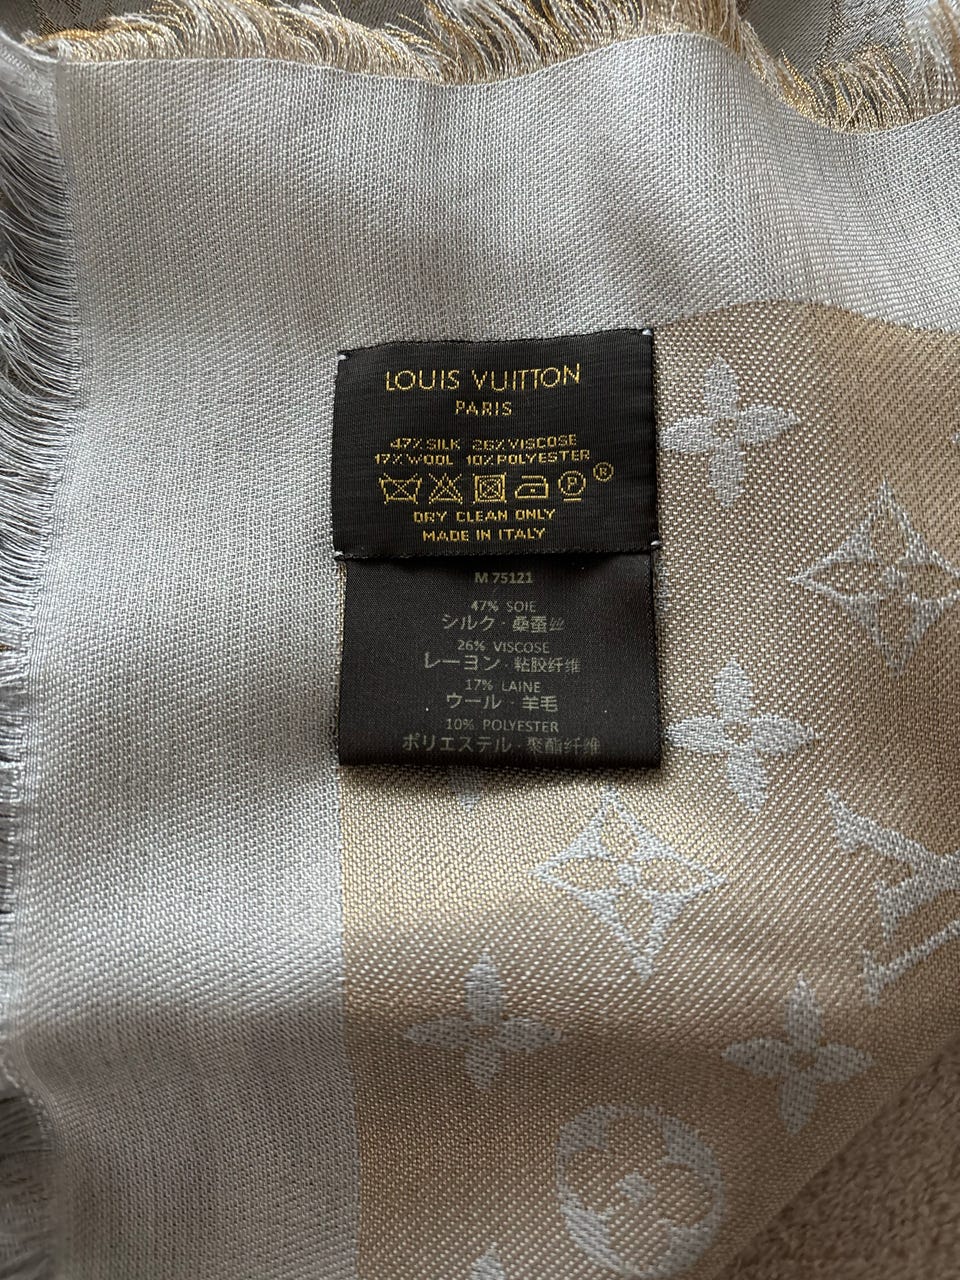 LOUIS VUITTON
PARIS
47% SILK 26% VISCOSE
17% WOOL 10% POLYESTER
P ®
DRY CLEAN ONLY
MADE IN ITALY
M 75121
47% SOIE
シルク · 桑蚕丝
26% VISCOSE
レーヨン · 粘胶纤维
17% LAINE
ウール · 羊毛
10% POLYESTER
ポリエステル · 聚酯纤维
LV